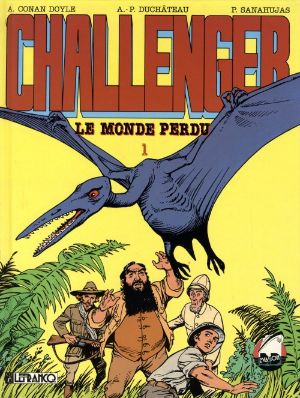 A. CONAN DOYLE A.-P. DUCHÂTEAU P. SANAHUJAS
CHALLENGER
LE MONDE PERDU
1
LEFRANCQ